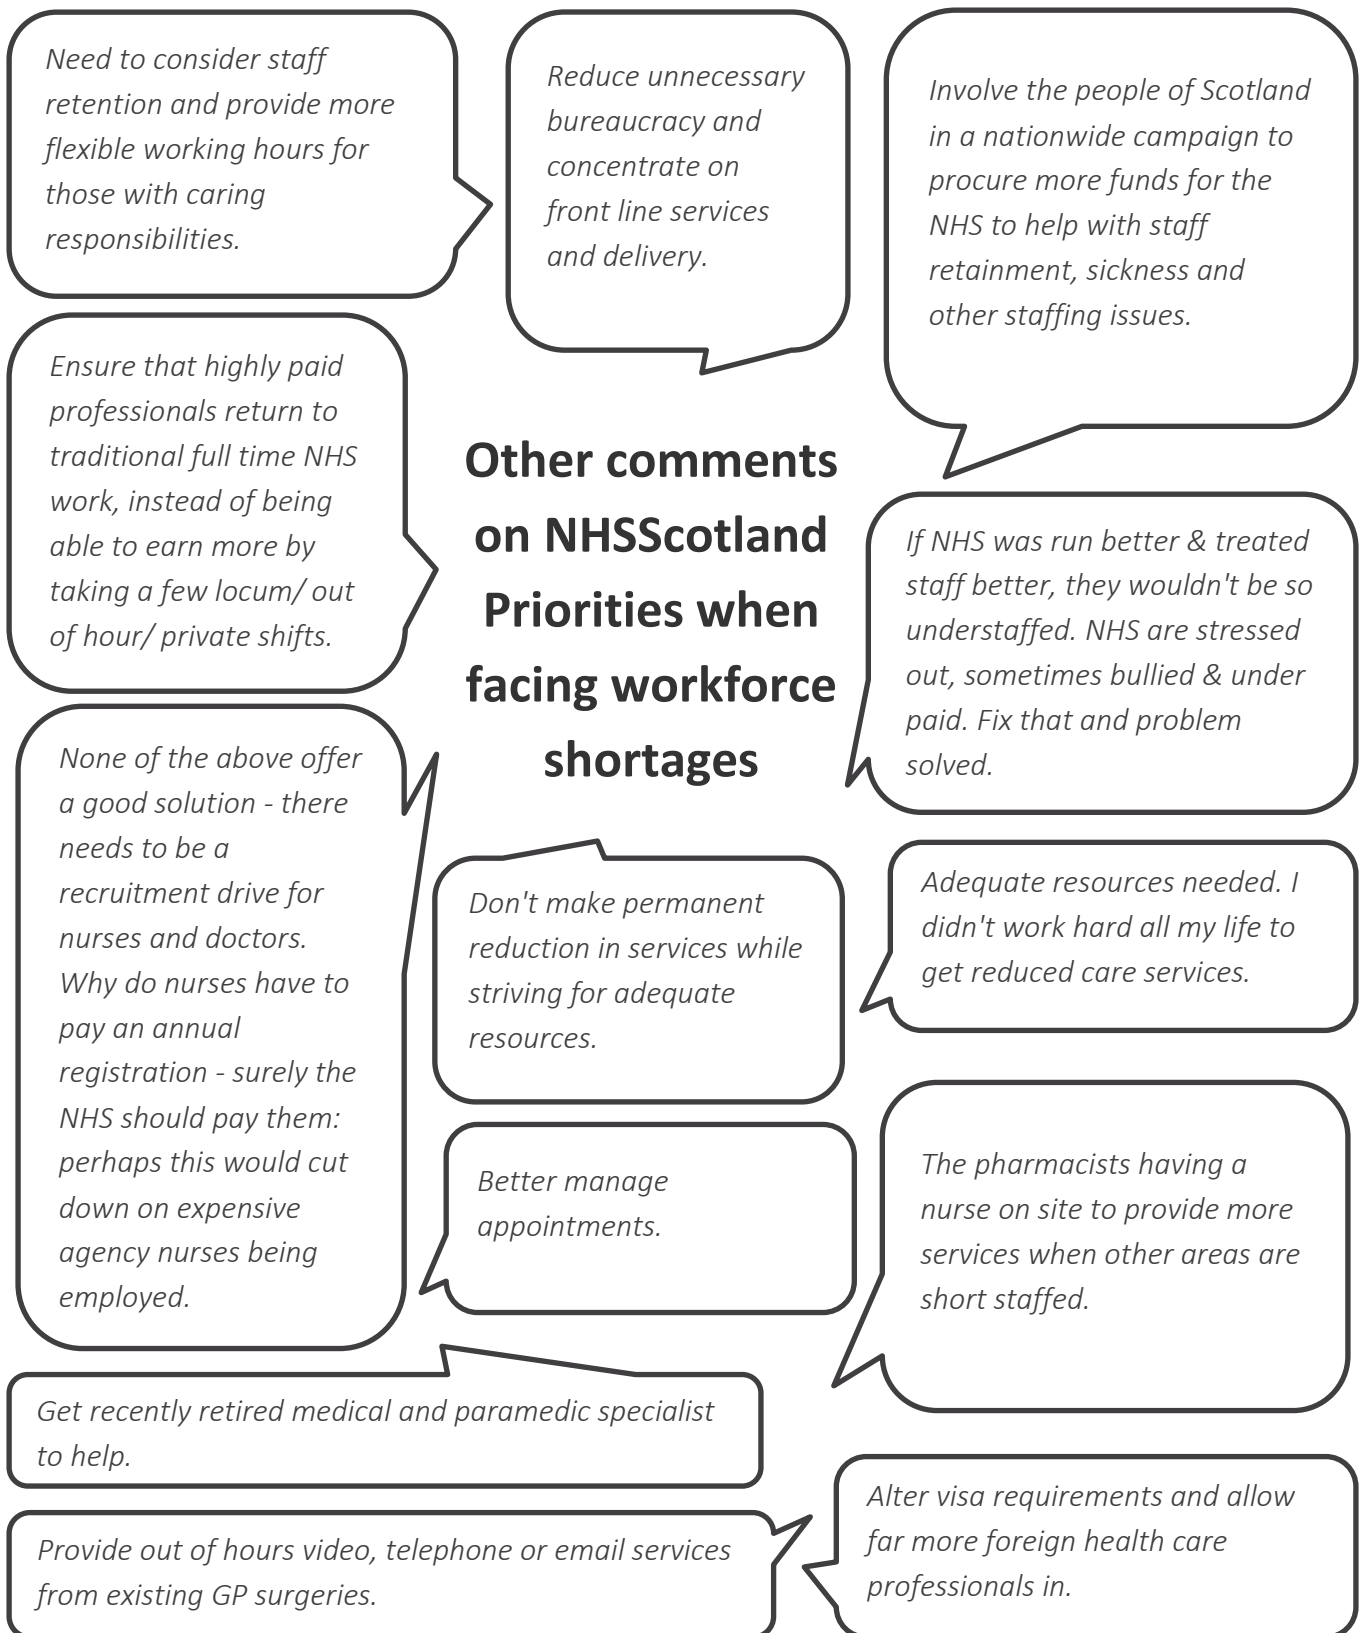 Need to consider staff
retention and provide more
flexible working hours for
those with caring
responsibilities.
Reduce unnecessary
bureaucracy and
concentrate on
front line services
and delivery.
Involve the people of Scotland
in a nationwide campaign to
procure more funds for the
NHS to help with staff
retainment, sickness and
other staffing issues.
Ensure that highly paid
professionals return to
traditional full time NHS
work, instead of being
able to earn more by
taking a few locum/ out
of hour/ private shifts.
Other comments
on NHSScotland
Priorities when
facing workforce
shortages
If NHS was run better & treated
staff better, they wouldn't be so
understaffed. NHS are stressed
out, sometimes bullied & under
paid. Fix that and problem
solved.
None of the above offer
a good solution - there
needs to be a
recruitment drive for
nurses and doctors.
Why do nurses have to
pay an annual
registration - surely the
NHS should pay them:
perhaps this would cut
down on expensive
agency nurses being
employed.
Don't make permanent
reduction in services while
striving for adequate
resources.
Adequate resources needed. I
didn't work hard all my life to
get reduced care services.
Better manage
appointments.
The pharmacists having a
nurse on site to provide more
services when other areas are
short staffed.
Get recently retired medical and paramedic specialist
to help.
Provide out of hours video, telephone or email services
from existing GP surgeries.
Alter visa requirements and allow
far more foreign health care
professionals in.